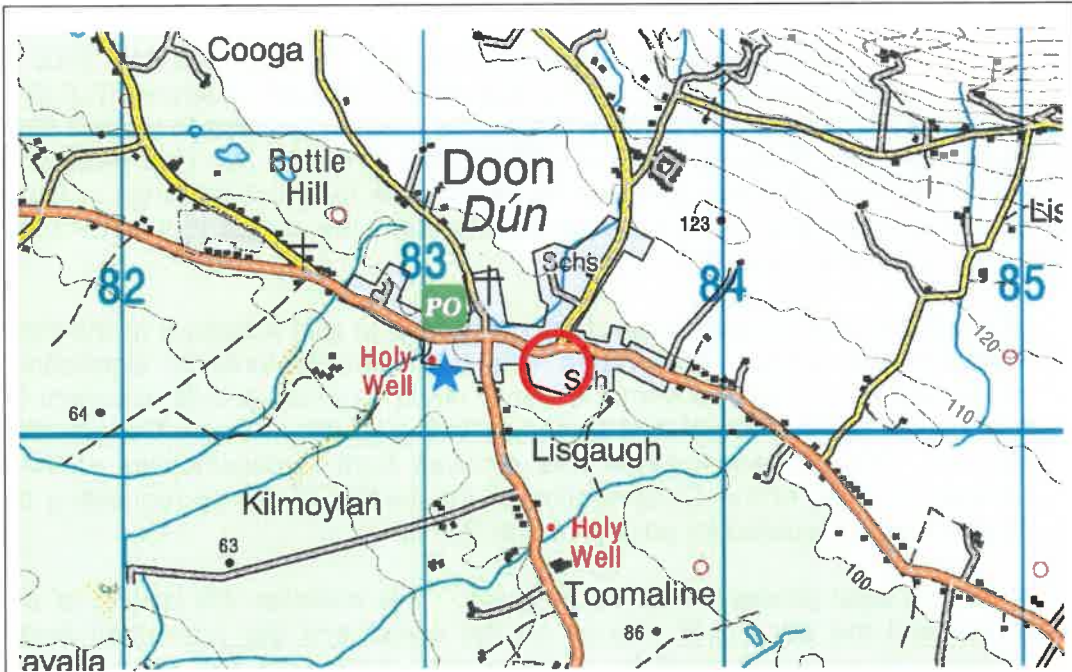 Cooga
Bottle
Hill
Doon
Dún
123
82
83
Schs
84
85
PO
Holy
Well
Sch
120
64
110
Lisgaugh
Kilmoylan
63
Holy
Well
100
Toomaline
86